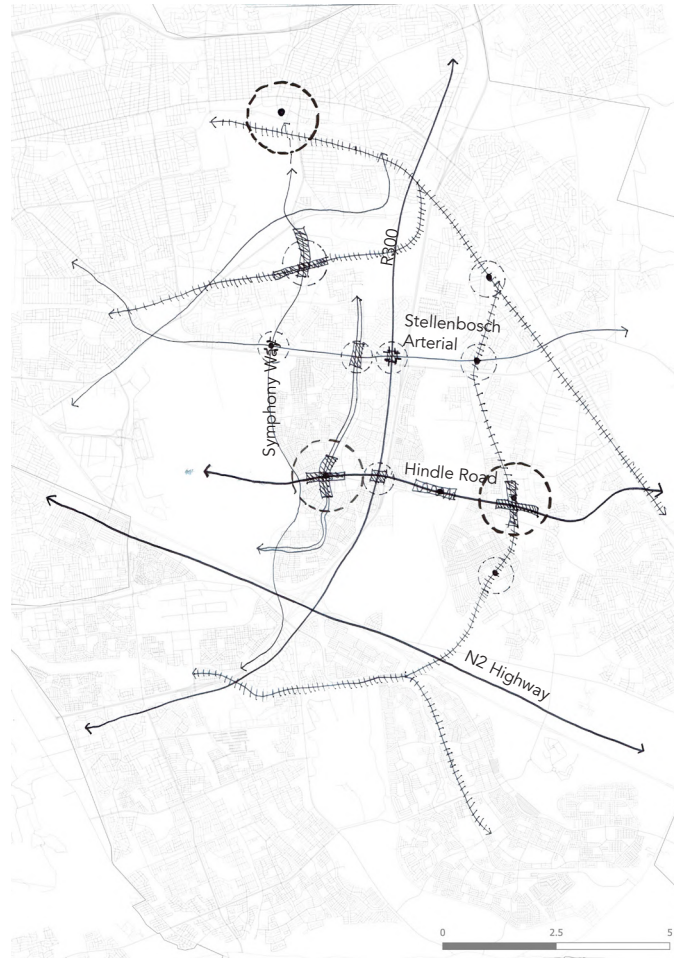 R300
Stellenbosch
Arterial
Symphony Way
Hindle Road
N2 Highway
0 2.5 5